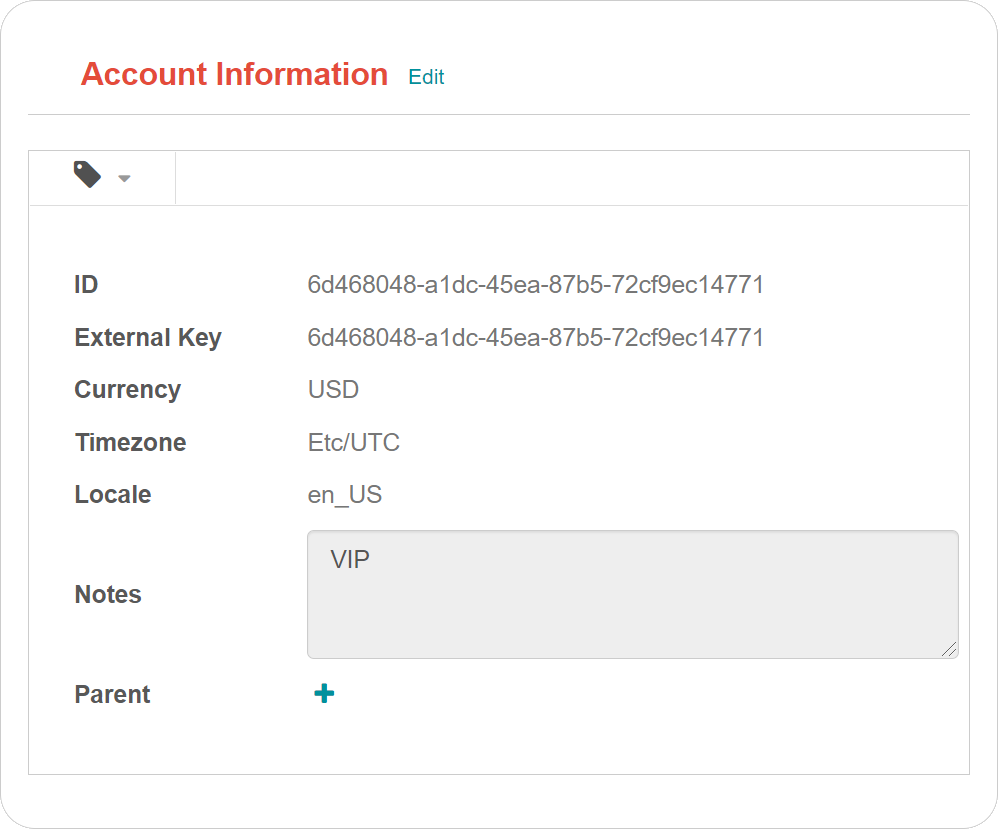 Account Information Edit
ID 6d468048-a1dc-45ea-87b5-72cf9ec14771
External Key 6d468048-a1dc-45ea-87b5-72cf9ec14771
Currency USD
Timezone Etc/UTC
Locale en_US
Notes VIP
Parent